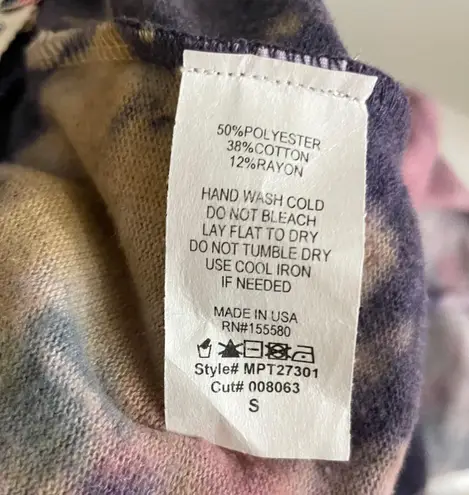 50%POLYESTER
38%COTTON
12%RAYON
HAND WASH COLD
DO NOT BLEACH
LAY FLAT TO DRY
DO NOT TUMBLE DRY
USE COOL IRON
IF NEEDED
MADE IN USA
RN#155580
Style# MPT27301
Cut# 008063
S